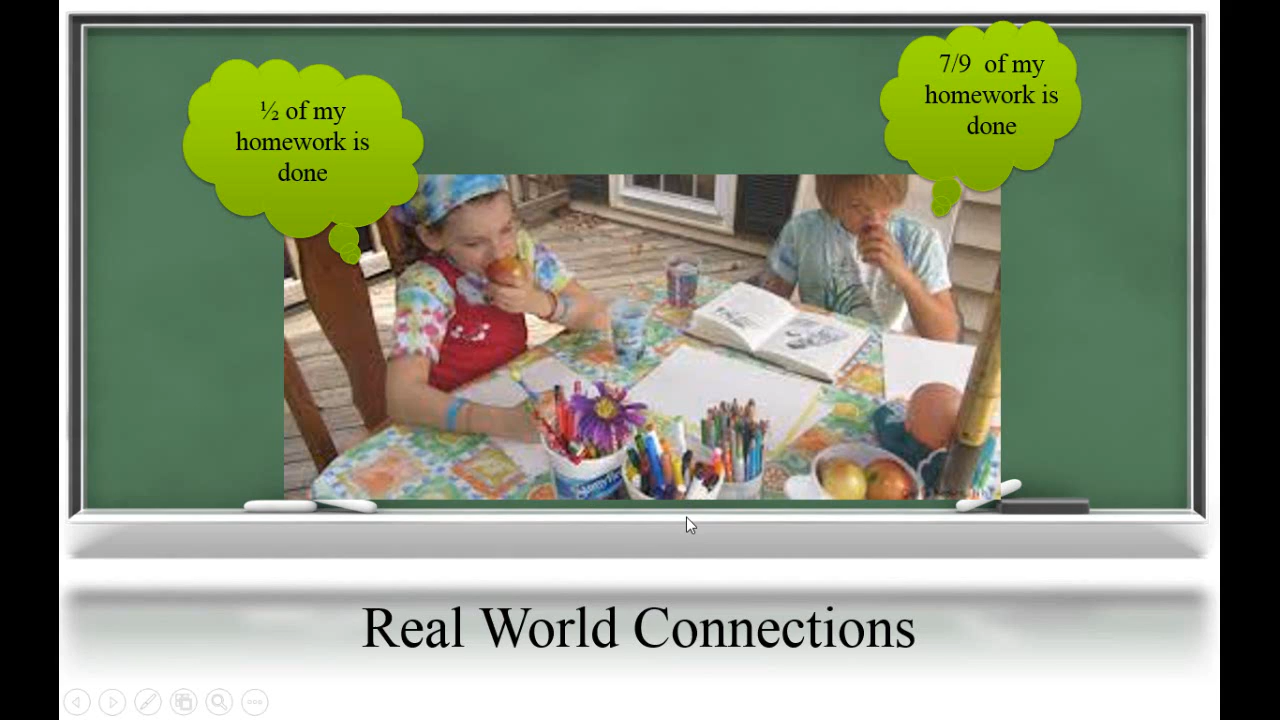 ½ of my
homework is
done
7/9 of my
homework is
done
Real World Connections